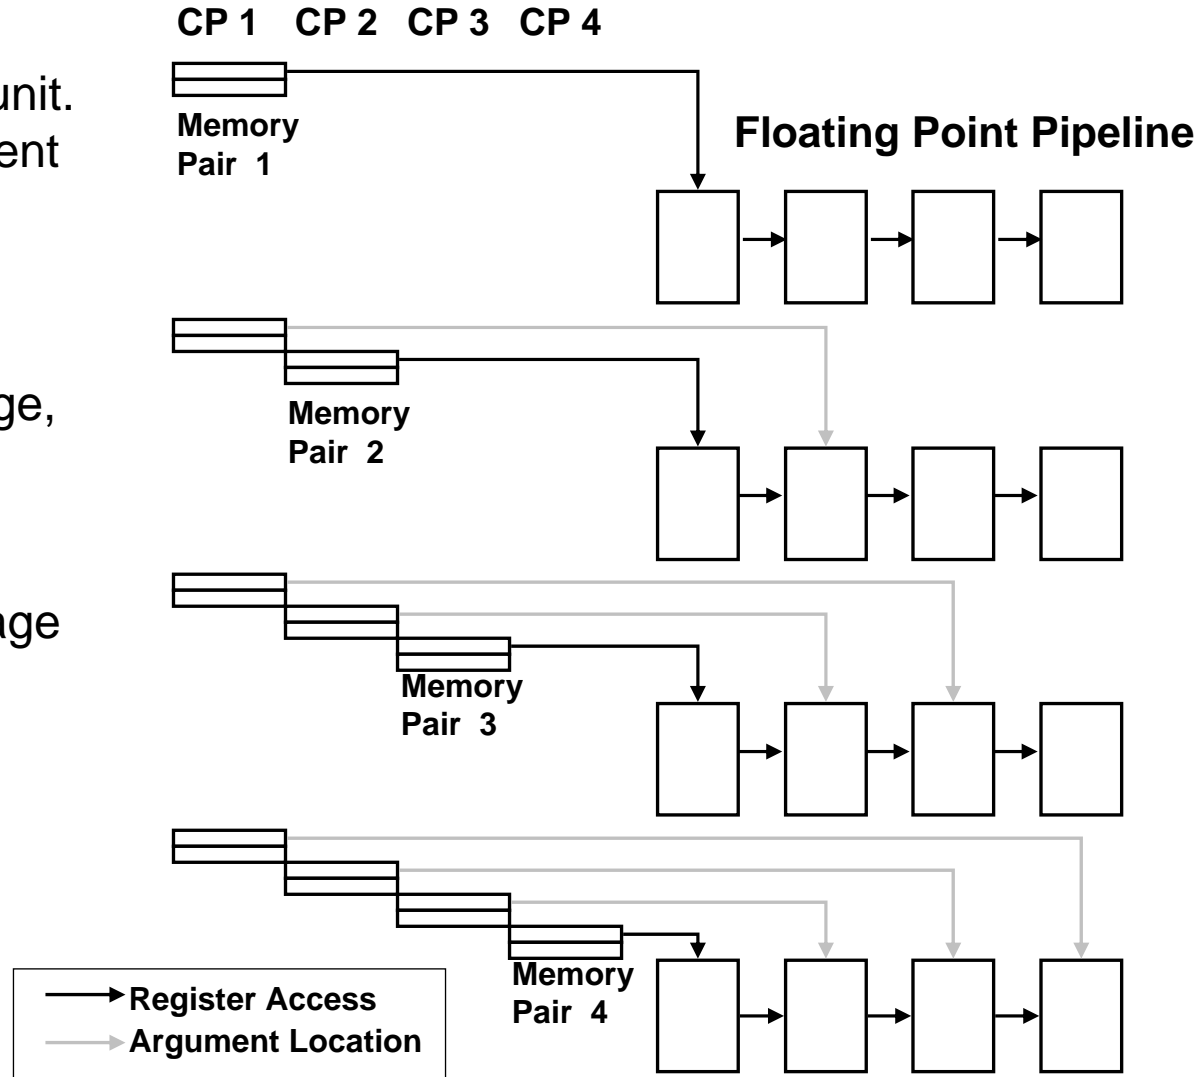 CP 1 CP 2 CP 3 CP 4
unit.
Memory
Pair 1
Floating Point Pipeline
ent
ge,
Memory
Pair 2
age
Memory
Pair 3
Memory
Pair 4
Register Access
Argument Location